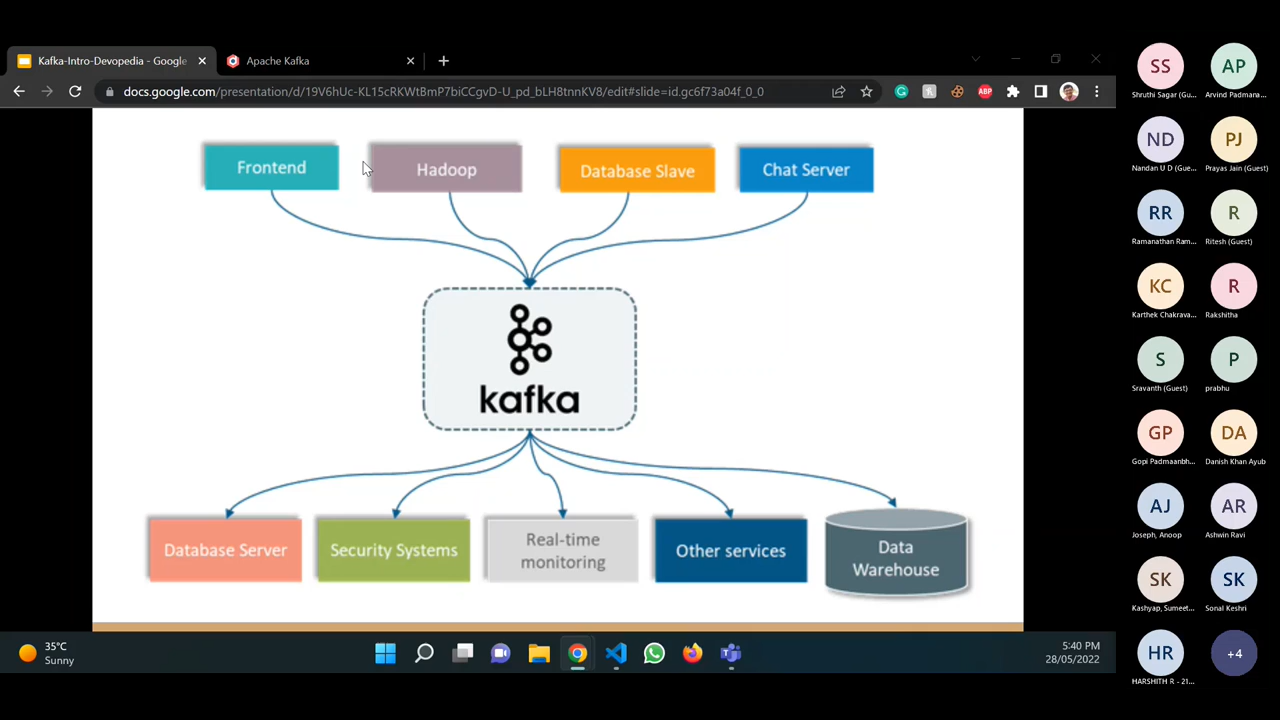 Kafka-Intro-Devopedia - Google
Apache Kafka
docs.google.com/presentation/d/19V6hUc-KL15cRKWtBmP7biCCgvD-U_pd_bLH8tnnKV8/edit#slide=id.gc6f73a04f_0_0
ABP
Frontend
Hadoop
Database Slave
Chat Server
kafka
Database Server
Security Systems
Real-time
monitoring
Other services
Data
Warehouse
35°C
Sunny
5:40 PM
28/05/2022
SS
AP
Shruthi Sagar (Gu...
Arvind Padmana...
ND
PJ
Nandan U D (Gues...
Prayas Jain (Guest)
RR
R
Ramanathan Ram...
Ritesh (Guest)
KC
R
Karthek Chakrava...
Rakshitha
S
P
Sravanth (Guest)
prabhu
GP
DA
Gopi Padmaanbh...
Danish Khan Ayub
AJ
AR
Joseph, Anoop
Ashwin Ravi
SK
SK
Kashyap, Sumeet...
Sonal Keshri
HR
+4
HARSHITH R - 21...